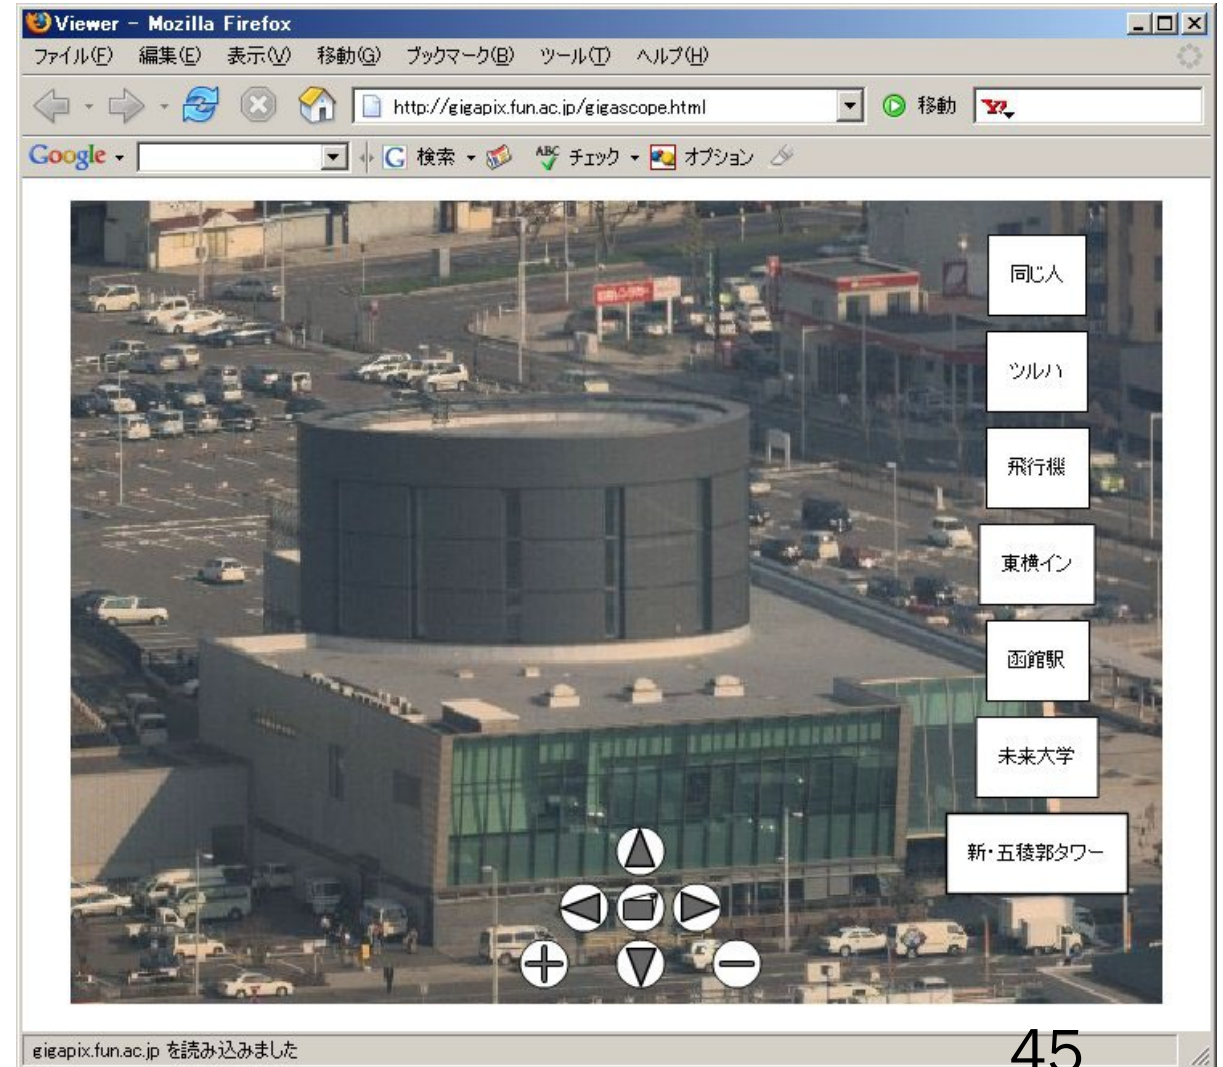 Viewer - Mozilla Firefox
ファイル(F) 編集(E) 表示(V) 移動(G) ブックマーク(B) ツール(T) ヘルプ(H)
http://gigapix.fun.ac.jp/gigascope.html 移動 Y!
Google 検索 ABC チェック オプション
同じ人
ツルハ
飛行機
東横イン
函館駅
未来大学
新・五稜郭タワー
gigapix.fun.ac.jp を読み込みました
45